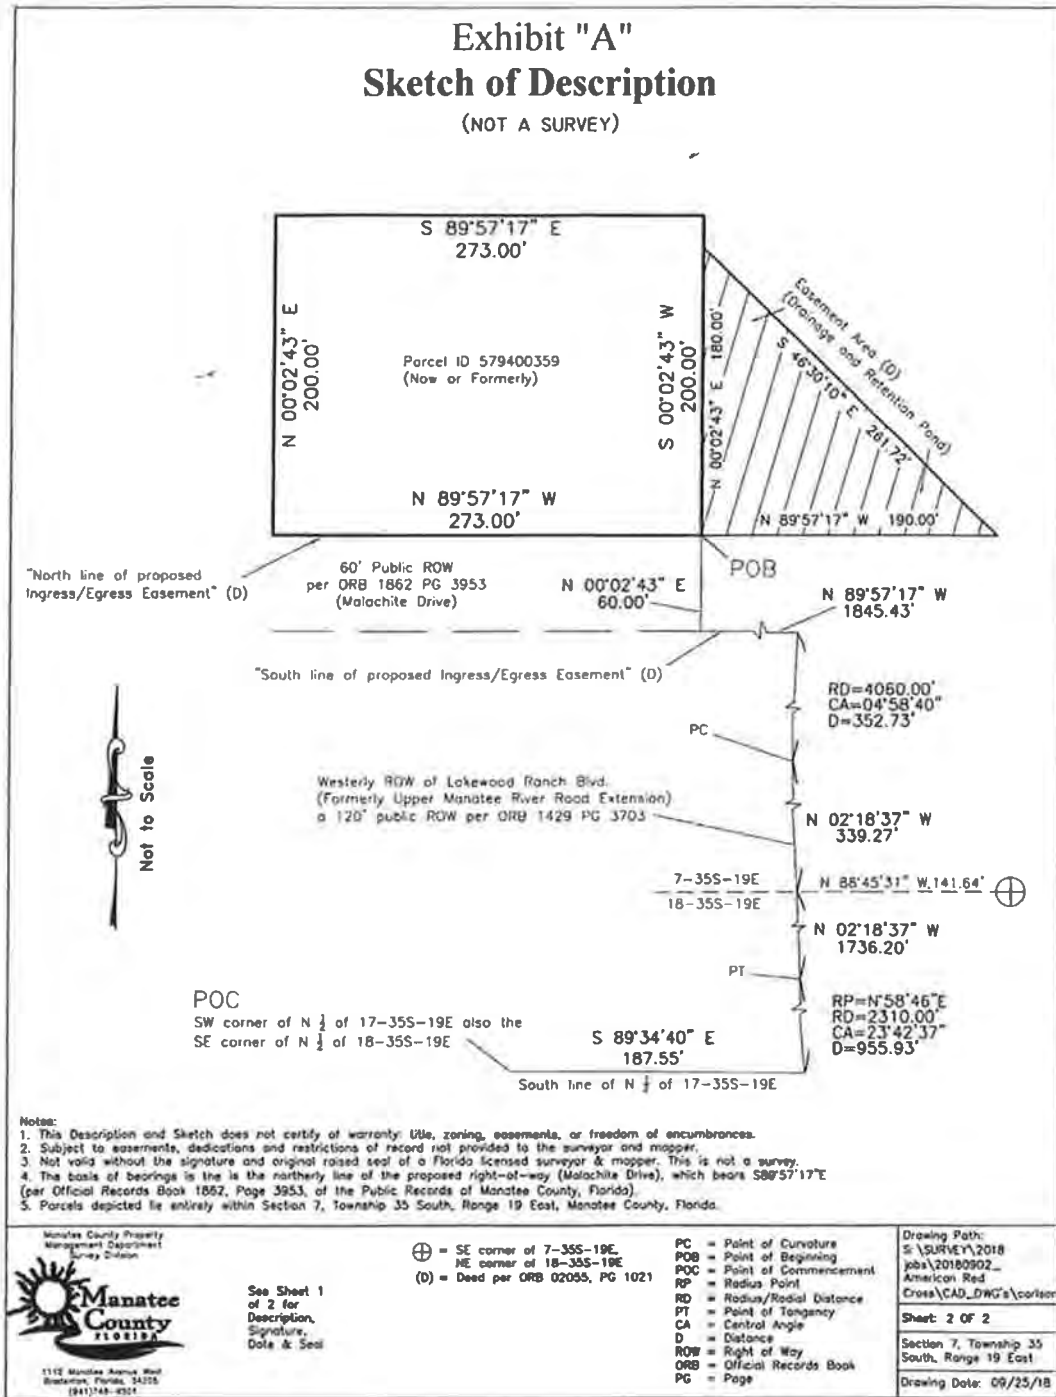 Exhibit "A"
Sketch of Description
(NOT A SURVEY)
S 89°57'17" E
273.00'
N 00°02'43" E
200.00'
Parcel ID 579400359
(Now or Formerly)
S 00°02'43" W
200.00'
N 00°02'43" E 180.00'
Easement Area (D)
(Drainage and Retention Pond)
S 46°30'10" E 261.72'
N 89°57'17" W 190.00'
N 89°57'17" W
273.00'
POB
"North line of proposed
Ingress/Egress Easement" (D)
60' Public ROW
per ORB 1862 PG 3953
(Malachite Drive)
N 00°02'43" E
60.00'
N 89°57'17" W
1845.43'
"South line of proposed Ingress/Egress Easement" (D)
RD=4060.00'
CA=04°58'40"
D=352.73'
PC
Not to Scale
Westerly ROW of Lakewood Ranch Blvd.
(Formerly Upper Manatee River Road Extension)
a 120' public ROW per ORB 1429 PG 3703
N 02°18'37" W
339.27'
7-35S-19E
18-35S-19E
N 88°45'31" W 141.64'
N 02°18'37" W
1736.20'
PT
POC
SW corner of N ½ of 17-35S-19E also the
SE corner of N ½ of 18-35S-19E
RP=N°58'46"E
RD=2310.00'
CA=23°42'37"
D=955.93'
S 89°34'40" E
187.55'
South line of N ½ of 17-35S-19E
Notes:
1. This Description and Sketch does not certify of warranty title, zoning, easements, or freedom of encumbrances.
2. Subject to easements, dedications and restrictions of record not provided to the surveyor and mapper.
3. Not valid without the signature and original raised seal of a Florida licensed surveyor & mapper. This is not a survey.
4. The basis of bearings is the is the northerly line of the proposed right-of-way (Malachite Drive), which bears S89°57'17"E
(per Official Records Book 1862, Page 3953, of the Public Records of Manatee County, Florida).
5. Parcels depicted lie entirely within Section 7, Township 35 South, Range 19 East, Manatee County, Florida.
Manatee County Property
Management Department
Survey Division
Manatee
County
FLORIDA
1112 Manatee Avenue West
Bradenton, Florida, 34205
(941)748-4501
See Sheet 1
of 2 for
Description,
Signature,
Date & Seal
= SE corner of 7-35S-19E,
NE corner of 18-35S-19E
(D) = Deed per ORB 02055, PG 1021
PC = Point of Curvature
POB = Point of Beginning
POC = Point of Commencement
RP = Radius Point
RD = Radius/Radial Distance
PT = Point of Tangency
CA = Central Angle
D = Distance
ROW = Right of Way
ORB = Official Records Book
PG = Page
Drawing Path:
S:\SURVEY\2018
jobs\20180902_
American Red
Cross\CAD_DWG's\carlson
Sheet: 2 OF 2
Section 7, Township 35
South, Range 19 East
Drawing Date: 09/25/18